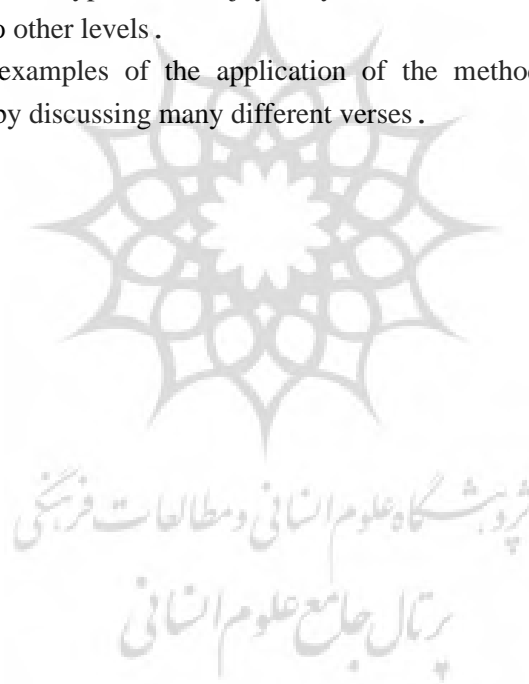 o other levels .
examples of the application of the metho
by discussing many different verses .
پژوهشگاه علوم انسانی و مطالعات فرهنگی
پرتال جامع علوم انسانی